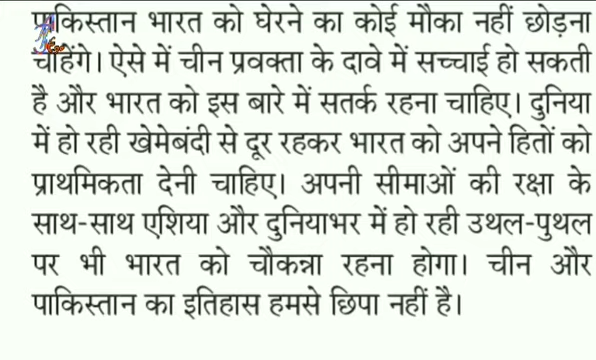 पाकिस्तान भारत को घेरने का कोई मौका नहीं छोड़ना
चाहेंगे। ऐसे में चीन प्रवक्ता के दावे में सच्चाई हो सकती
है और भारत को इस बारे में सतर्क रहना चाहिए। दुनिया
में हो रही खेमेबंदी से दूर रहकर भारत को अपने हितों को
प्राथमिकता देनी चाहिए। अपनी सीमाओं की रक्षा के
साथ-साथ एशिया और दुनियाभर में हो रही उथल-पुथल
पर भी भारत को चौकन्ना रहना होगा। चीन और
पाकिस्तान का इतिहास हमसे छिपा नहीं है।